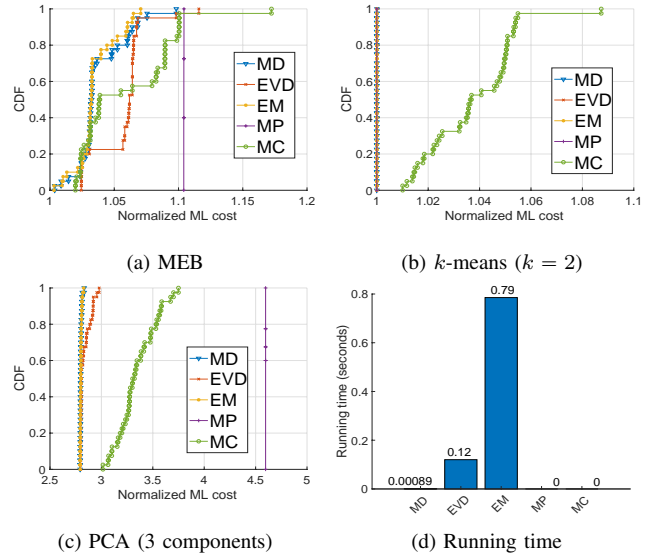 1
0.8
0.6
0.4
0.2
0
CDF
MD
EVD
EM
MP
MC
1 1.05 1.1 1.15 1.2
Normalized ML cost
(a) MEB
1
0.8
0.6
0.4
0.2
0
CDF
MD
EVD
EM
MP
MC
1 1.02 1.04 1.06 1.08 1.1
Normalized ML cost
(b) k-means (k = 2)
1
0.8
0.6
0.4
0.2
0
CDF
MD
EVD
EM
MP
MC
2.5 3 3.5 4 4.5 5
Normalized ML cost
(c) PCA (3 components)
0.8
0.6
0.4
0.2
0
Running time (seconds)
0.00089
0.12
0.79
0
0
MD EVD EM MP MC
(d) Running time